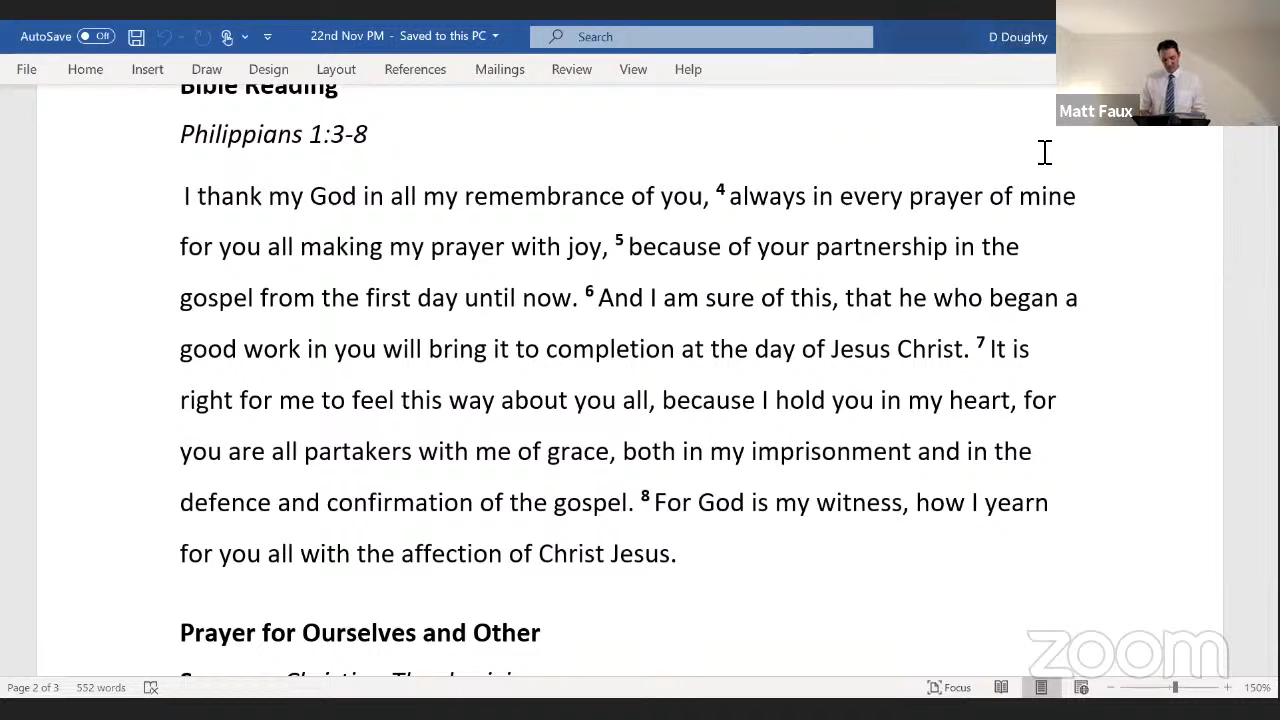 AutoSave Off 22nd Nov PM - Saved to this PC Search D Doughty
File Home Insert Draw Design Layout References Mailings Review View Help
Matt Faux
Bible Reading
Philippians 1:3-8
I thank my God in all my remembrance of you, 4 always in every prayer of mine
for you all making my prayer with joy, 5 because of your partnership in the
gospel from the first day until now. 6 And I am sure of this, that he who began a
good work in you will bring it to completion at the day of Jesus Christ. 7 It is
right for me to feel this way about you all, because I hold you in my heart, for
you are all partakers with me of grace, both in my imprisonment and in the
defence and confirmation of the gospel. 8 For God is my witness, how I yearn
for you all with the affection of Christ Jesus.
Prayer for Ourselves and Other
zoom
Page 2 of 3 552 words Focus 150%